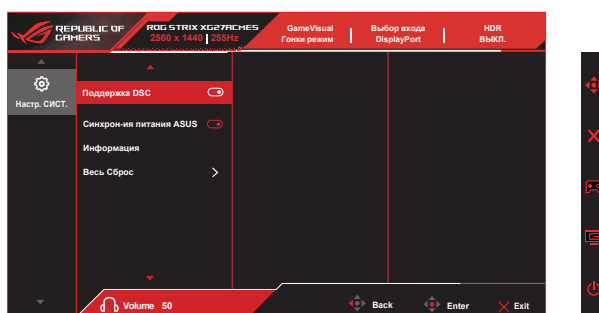 REPUBLIC OF
GAMERS
ROG STRIX XG27ACMES
2560 x 1440 255Hz
GameVisual
Гонки режим
Выбор входа
DisplayPort
HDR
ВЫКЛ.
Настр. СИСТ.
Поддержка DSC
Синхрон-ия питания ASUS
Информация
Весь Сброс
Volume 50
Back
Enter
Exit